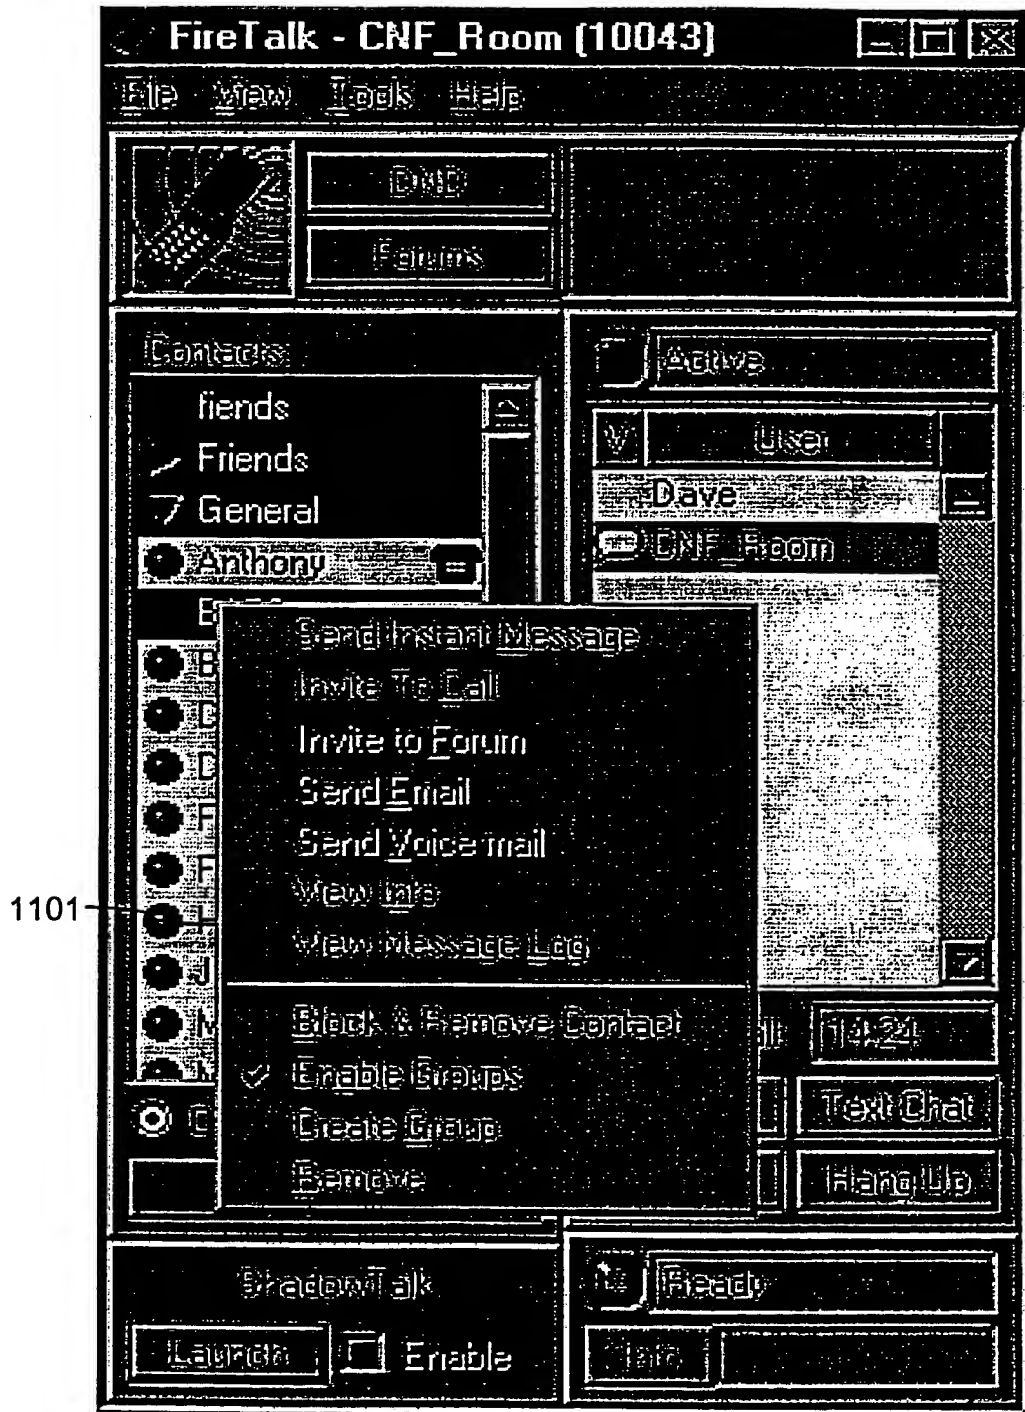 FireTalk - CNF_Room (10043)
File View Tools Help
DND
Forums
Contacts
fiends
Friends
General
Anthony
Active
V User
Dave
CNF_Room
Send Instant Message
Invite To Call
Invite to Forum
Send Email
Send Voice-mail
View Info
View Message Log
Block & Remove Contact
Enable Groups
Create Group
Remove
1101
14:24
Text Chat
Hang Up
ShadowTalk
Launch Enable
Ready
Info